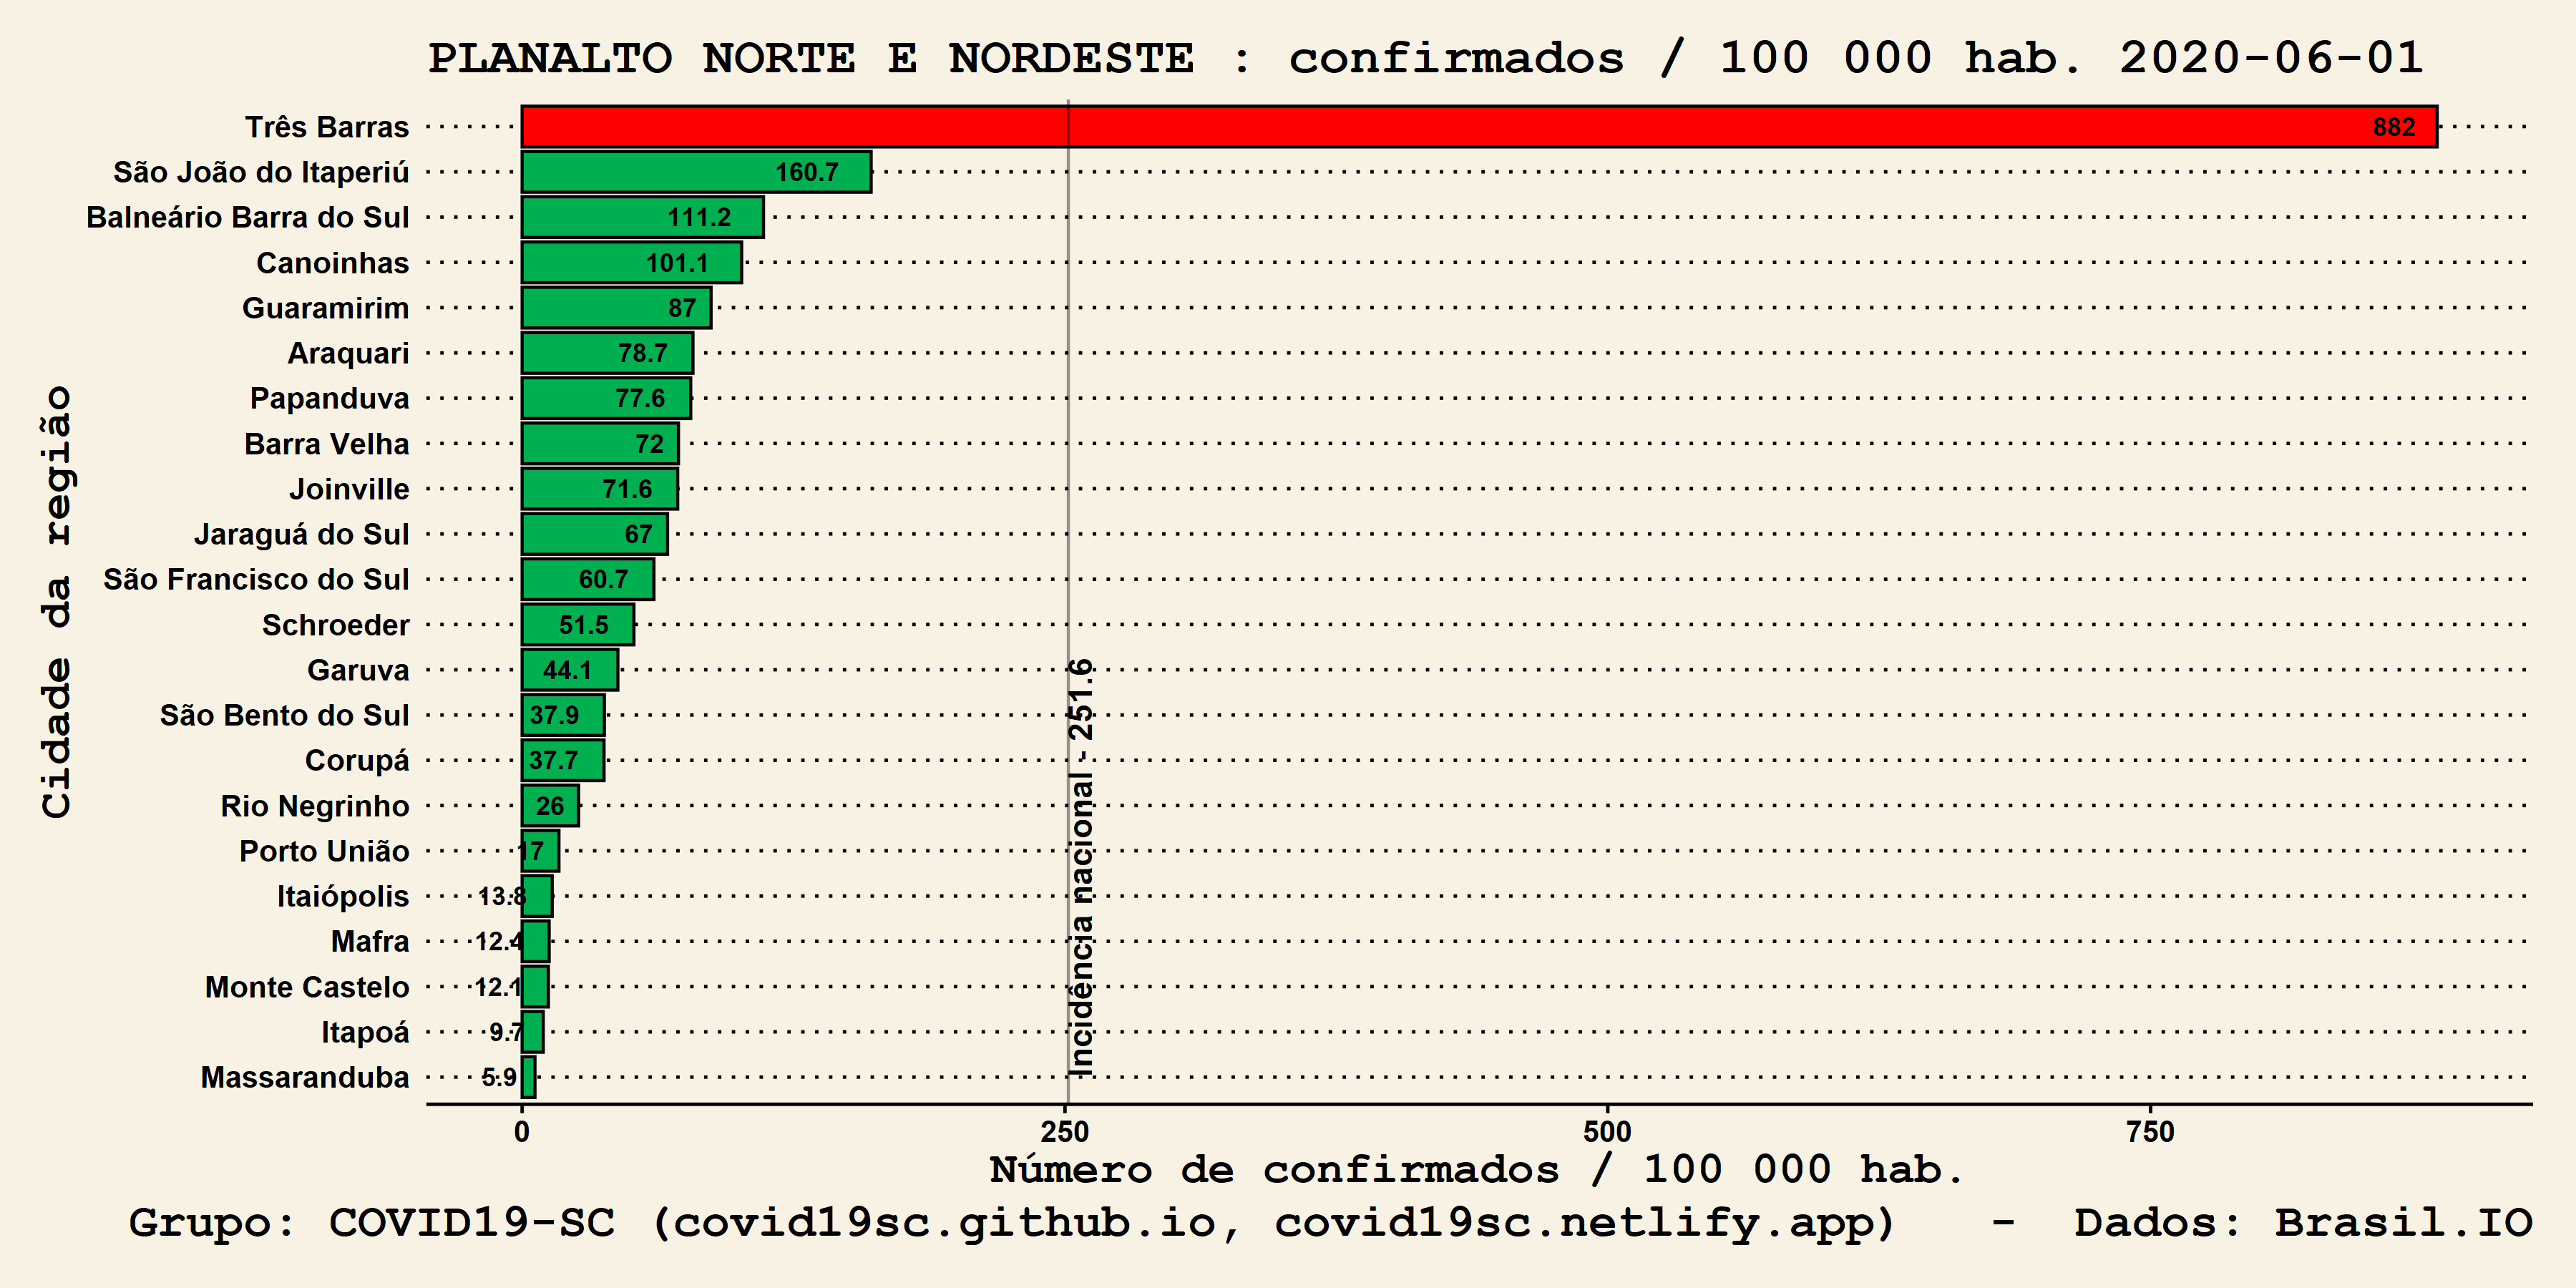 PLANALTO NORTE E NORDESTE : confirmados / 100 000 hab. 2020-06-01
Cidade da região
Três Barras 882
São João do Itaperiú 160.7
Balneário Barra do Sul 111.2
Canoinhas 101.1
Guaramirim 87
Araquari 78.7
Papanduva 77.6
Barra Velha 72
Joinville 71.6
Jaraguá do Sul 67
São Francisco do Sul 60.7
Schroeder 51.5
Garuva 44.1
São Bento do Sul 37.9
Corupá 37.7
Rio Negrinho 26
Porto União 17
Itaiópolis 13.8
Mafra 12.4
Monte Castelo 12.1
Itapoá 9.7
Massaranduba 5.9
Incidência nacional - 251.6
0 250 500 750
Número de confirmados / 100 000 hab.
Grupo: COVID19-SC (covid19sc.github.io, covid19sc.netlify.app) - Dados: Brasil.IO